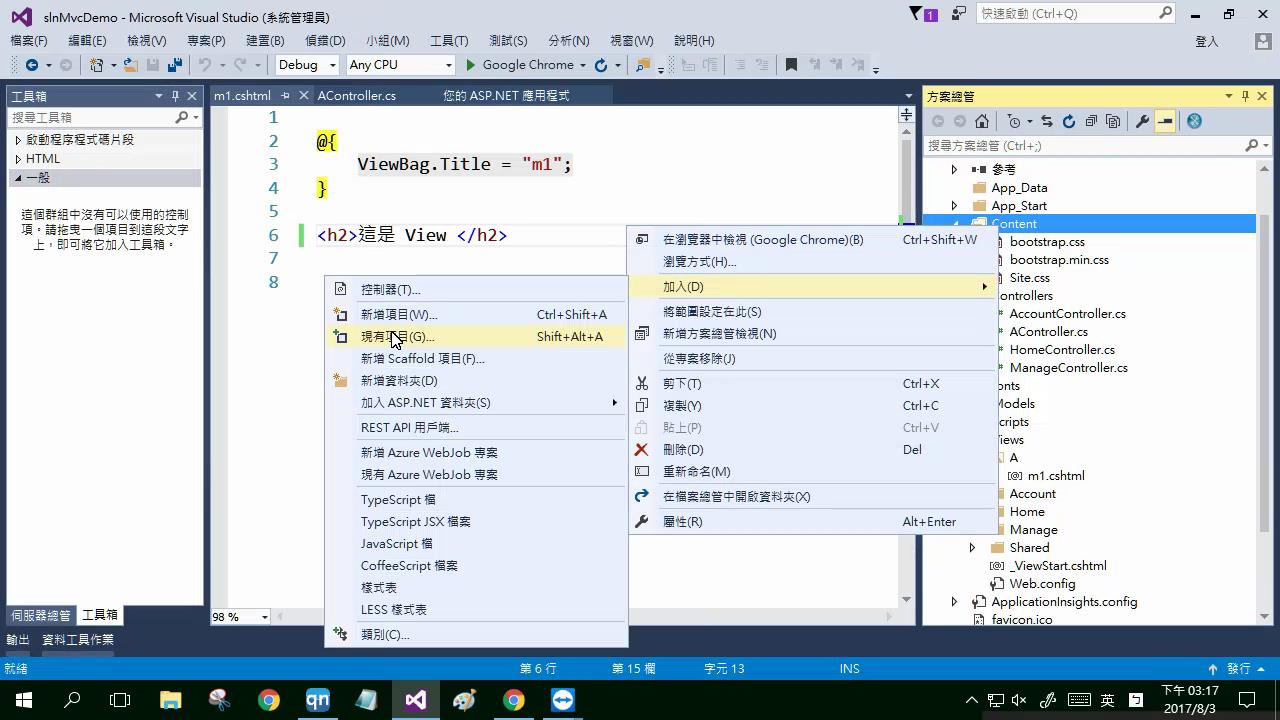 slnMvcDemo - Microsoft Visual Studio (系統管理員)
1
快速啟動 (Ctrl+Q)
檔案(F) 編輯(E) 檢視(V) 專案(P) 建置(B) 偵錯(D) 小組(M) 工具(T) 測試(S) 分析(N) 視窗(W) 說明(H)
登入
Debug Any CPU Google Chrome
工具箱
搜尋工具箱
啟動程序程式碼片段
HTML
一般
這個群組中沒有可以使用的控制
項。請拖曳一個項目到這段文字
上，即可將它加入工具箱。
伺服器總管 工具箱
m1.cshtml AController.cs 您的 ASP.NET 應用程式
1
2 @{
3 ViewBag.Title = "m1";
4 }
5
6 <h2>這是 View </h2>
7
8
98 %
控制器(T)...
新增項目(W)... Ctrl+Shift+A
現有項目(G)... Shift+Alt+A
新增 Scaffold 項目(F)...
新增資料夾(D)
加入 ASP.NET 資料夾(S)
REST API 用戶端...
新增 Azure WebJob 專案
現有 Azure WebJob 專案
TypeScript 檔
TypeScript JSX 檔案
JavaScript 檔
CoffeeScript 檔案
樣式表
LESS 樣式表
類別(C)...
在瀏覽器中檢視 (Google Chrome)(B) Ctrl+Shift+W
瀏覽方式(H)...
加入(D)
將範圍設定在此(S)
新增方案總管檢視(N)
從專案移除(J)
剪下(T) Ctrl+X
複製(Y) Ctrl+C
貼上(P) Ctrl+V
刪除(D) Del
重新命名(M)
在檔案總管中開啟資料夾(X)
屬性(R) Alt+Enter
方案總管
搜尋方案總管 (Ctrl+;)
參考
App_Data
App_Start
Content
bootstrap.css
bootstrap.min.css
Site.css
ontrollers
AccountController.cs
AController.cs
HomeController.cs
ManageController.cs
onts
Models
cripts
iews
A
m1.cshtml
Account
Home
Manage
Shared
_ViewStart.cshtml
Web.config
ApplicationInsights.config
favicon.ico
輸出 資料工具作業
就緒 第 6 行 第 15 欄 字元 13 INS 發行
qn
英
下午 03:17
2017/8/3